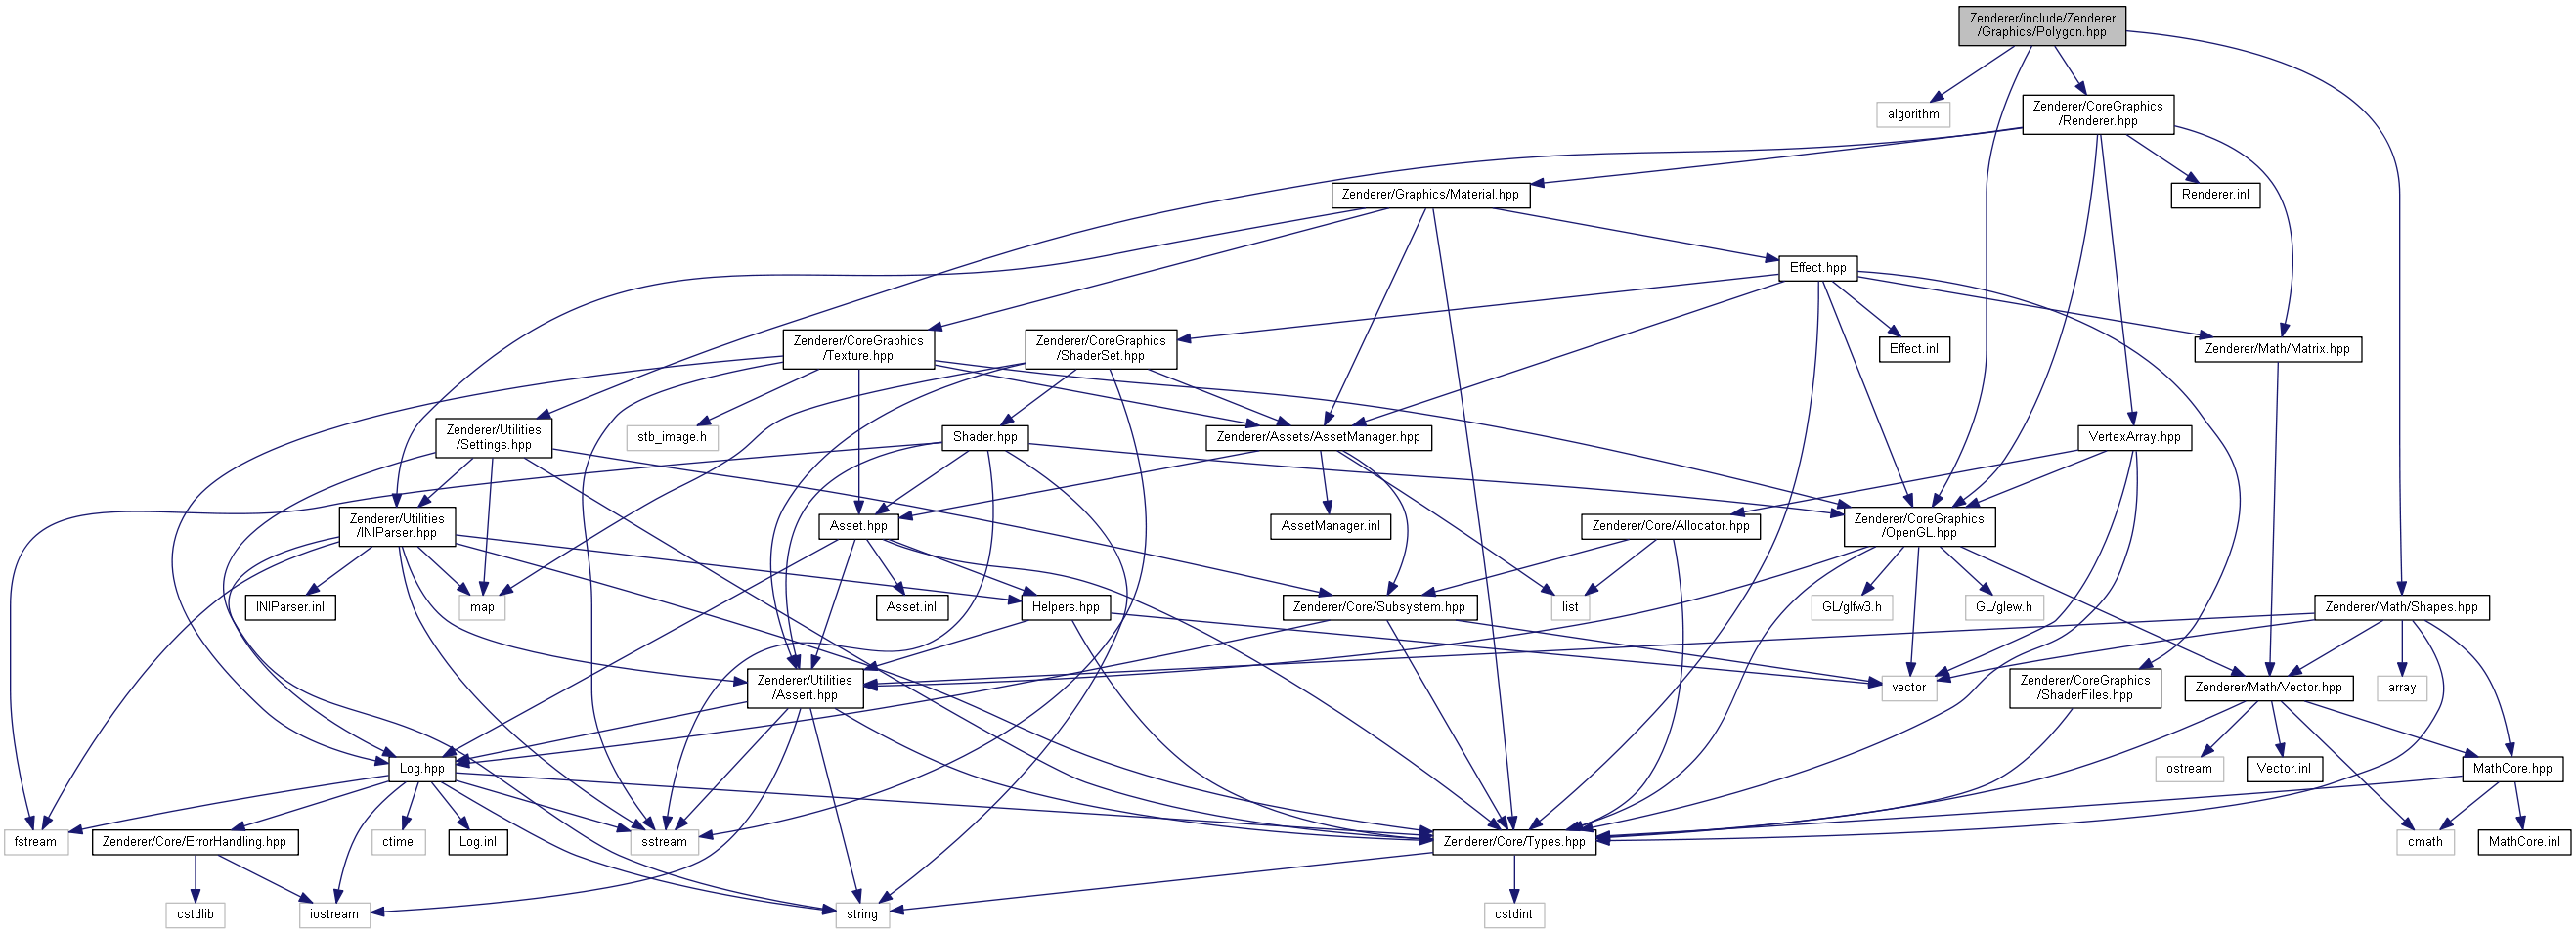 Zenderer/include/Zenderer
/Graphics/Polygon.hpp
algorithm
Zenderer/CoreGraphics
/Renderer.hpp
Zenderer/Graphics/Material.hpp
Renderer.inl
Effect.hpp
Zenderer/CoreGraphics
/Texture.hpp
Zenderer/CoreGraphics
/ShaderSet.hpp
Effect.inl
Zenderer/Math/Matrix.hpp
Zenderer/Utilities
/Settings.hpp
stb_image.h
Shader.hpp
Zenderer/Assets/AssetManager.hpp
VertexArray.hpp
Zenderer/Utilities
/INIParser.hpp
Asset.hpp
AssetManager.inl
Zenderer/Core/Allocator.hpp
Zenderer/CoreGraphics
/OpenGL.hpp
INIParser.inl
map
Asset.inl
Helpers.hpp
Zenderer/Core/Subsystem.hpp
list
GL/glfw3.h
GL/glew.h
Zenderer/Math/Shapes.hpp
Zenderer/Utilities
/Assert.hpp
vector
Zenderer/CoreGraphics
/ShaderFiles.hpp
Zenderer/Math/Vector.hpp
array
Log.hpp
ostream
Vector.inl
MathCore.hpp
fstream
Zenderer/Core/ErrorHandling.hpp
ctime
Log.inl
sstream
Zenderer/Core/Types.hpp
cmath
MathCore.inl
cstdlib
iostream
string
cstdint